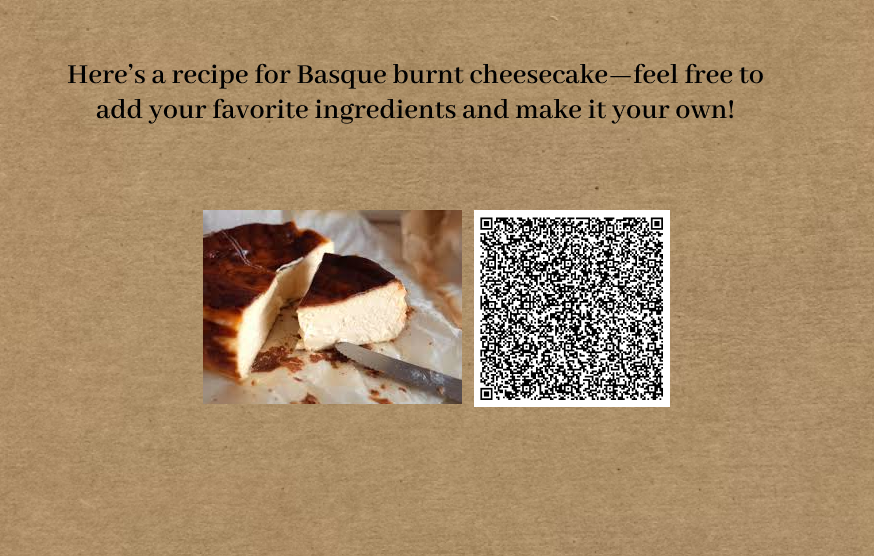 Here’s a recipe for Basque burnt cheesecake—feel free to
add your favorite ingredients and make it your own!